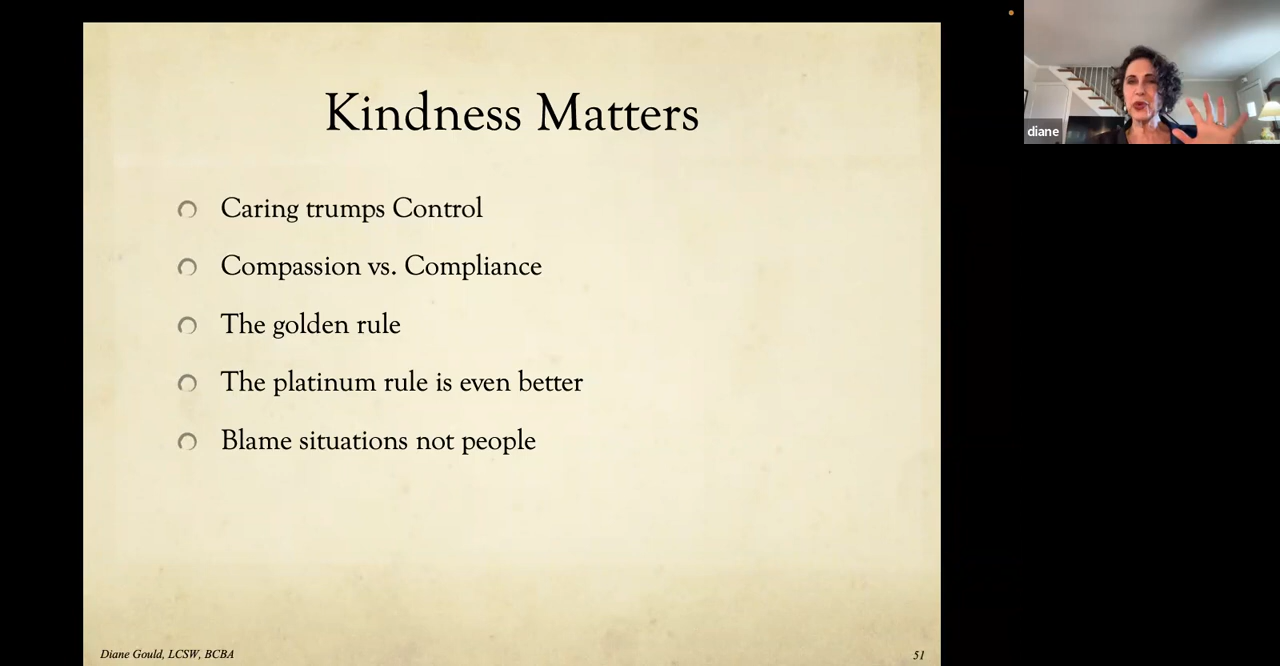 Kindness Matters
Caring trumps Control
Compassion vs. Compliance
The golden rule
The platinum rule is even better
Blame situations not people
Diane Gould, LCSW, BCBA
51
diane